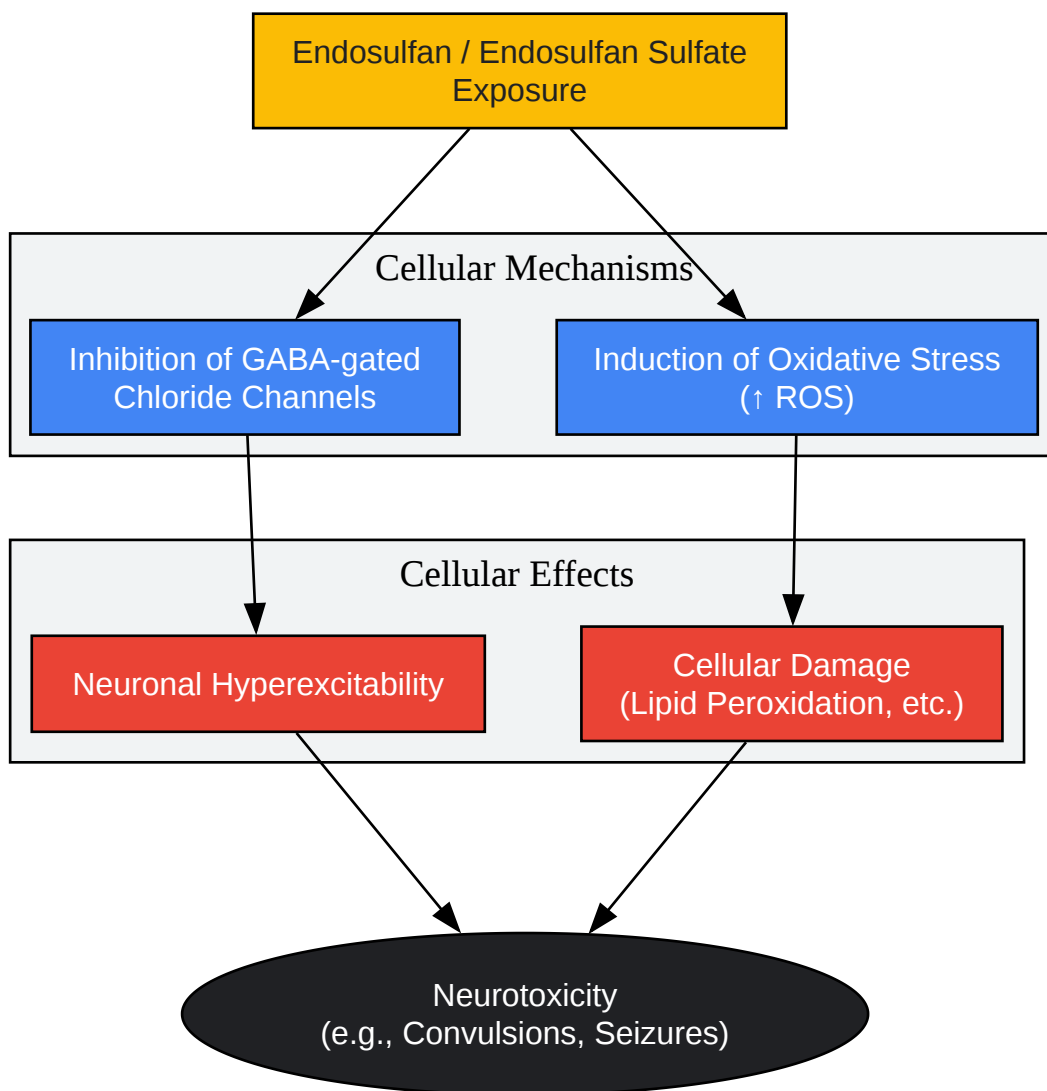 Endosulfan / Endosulfan Sulfate
Exposure
Cellular Mechanisms
Inhibition of GABA-gated
Chloride Channels
Induction of Oxidative Stress
(↑ ROS)
Cellular Effects
Neuronal Hyperexcitability
Cellular Damage
(Lipid Peroxidation, etc.)
Neurotoxicity
(e.g., Convulsions, Seizures)